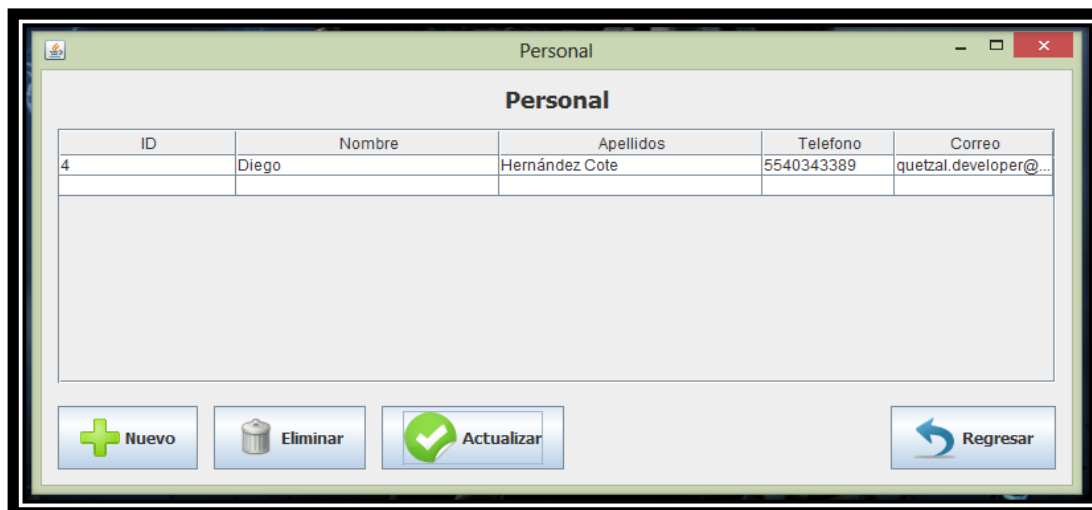 Personal
Personal
ID Nombre Apellidos Telefono Correo
4 Diego Hernández Cote 5540343389 quetzal.developer@...
Nuevo Eliminar Actualizar Regresar